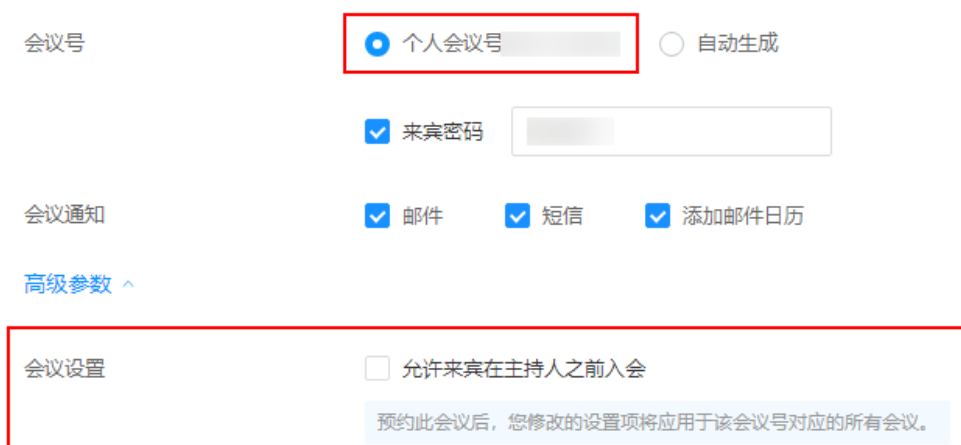 会议号 个人会议号 自动生成
来宾密码
会议通知 邮件 短信 添加邮件日历
高级参数
会议设置 允许来宾在主持人之前入会
预约此会议后，您修改的设置项将应用于该会议号对应的所有会议。